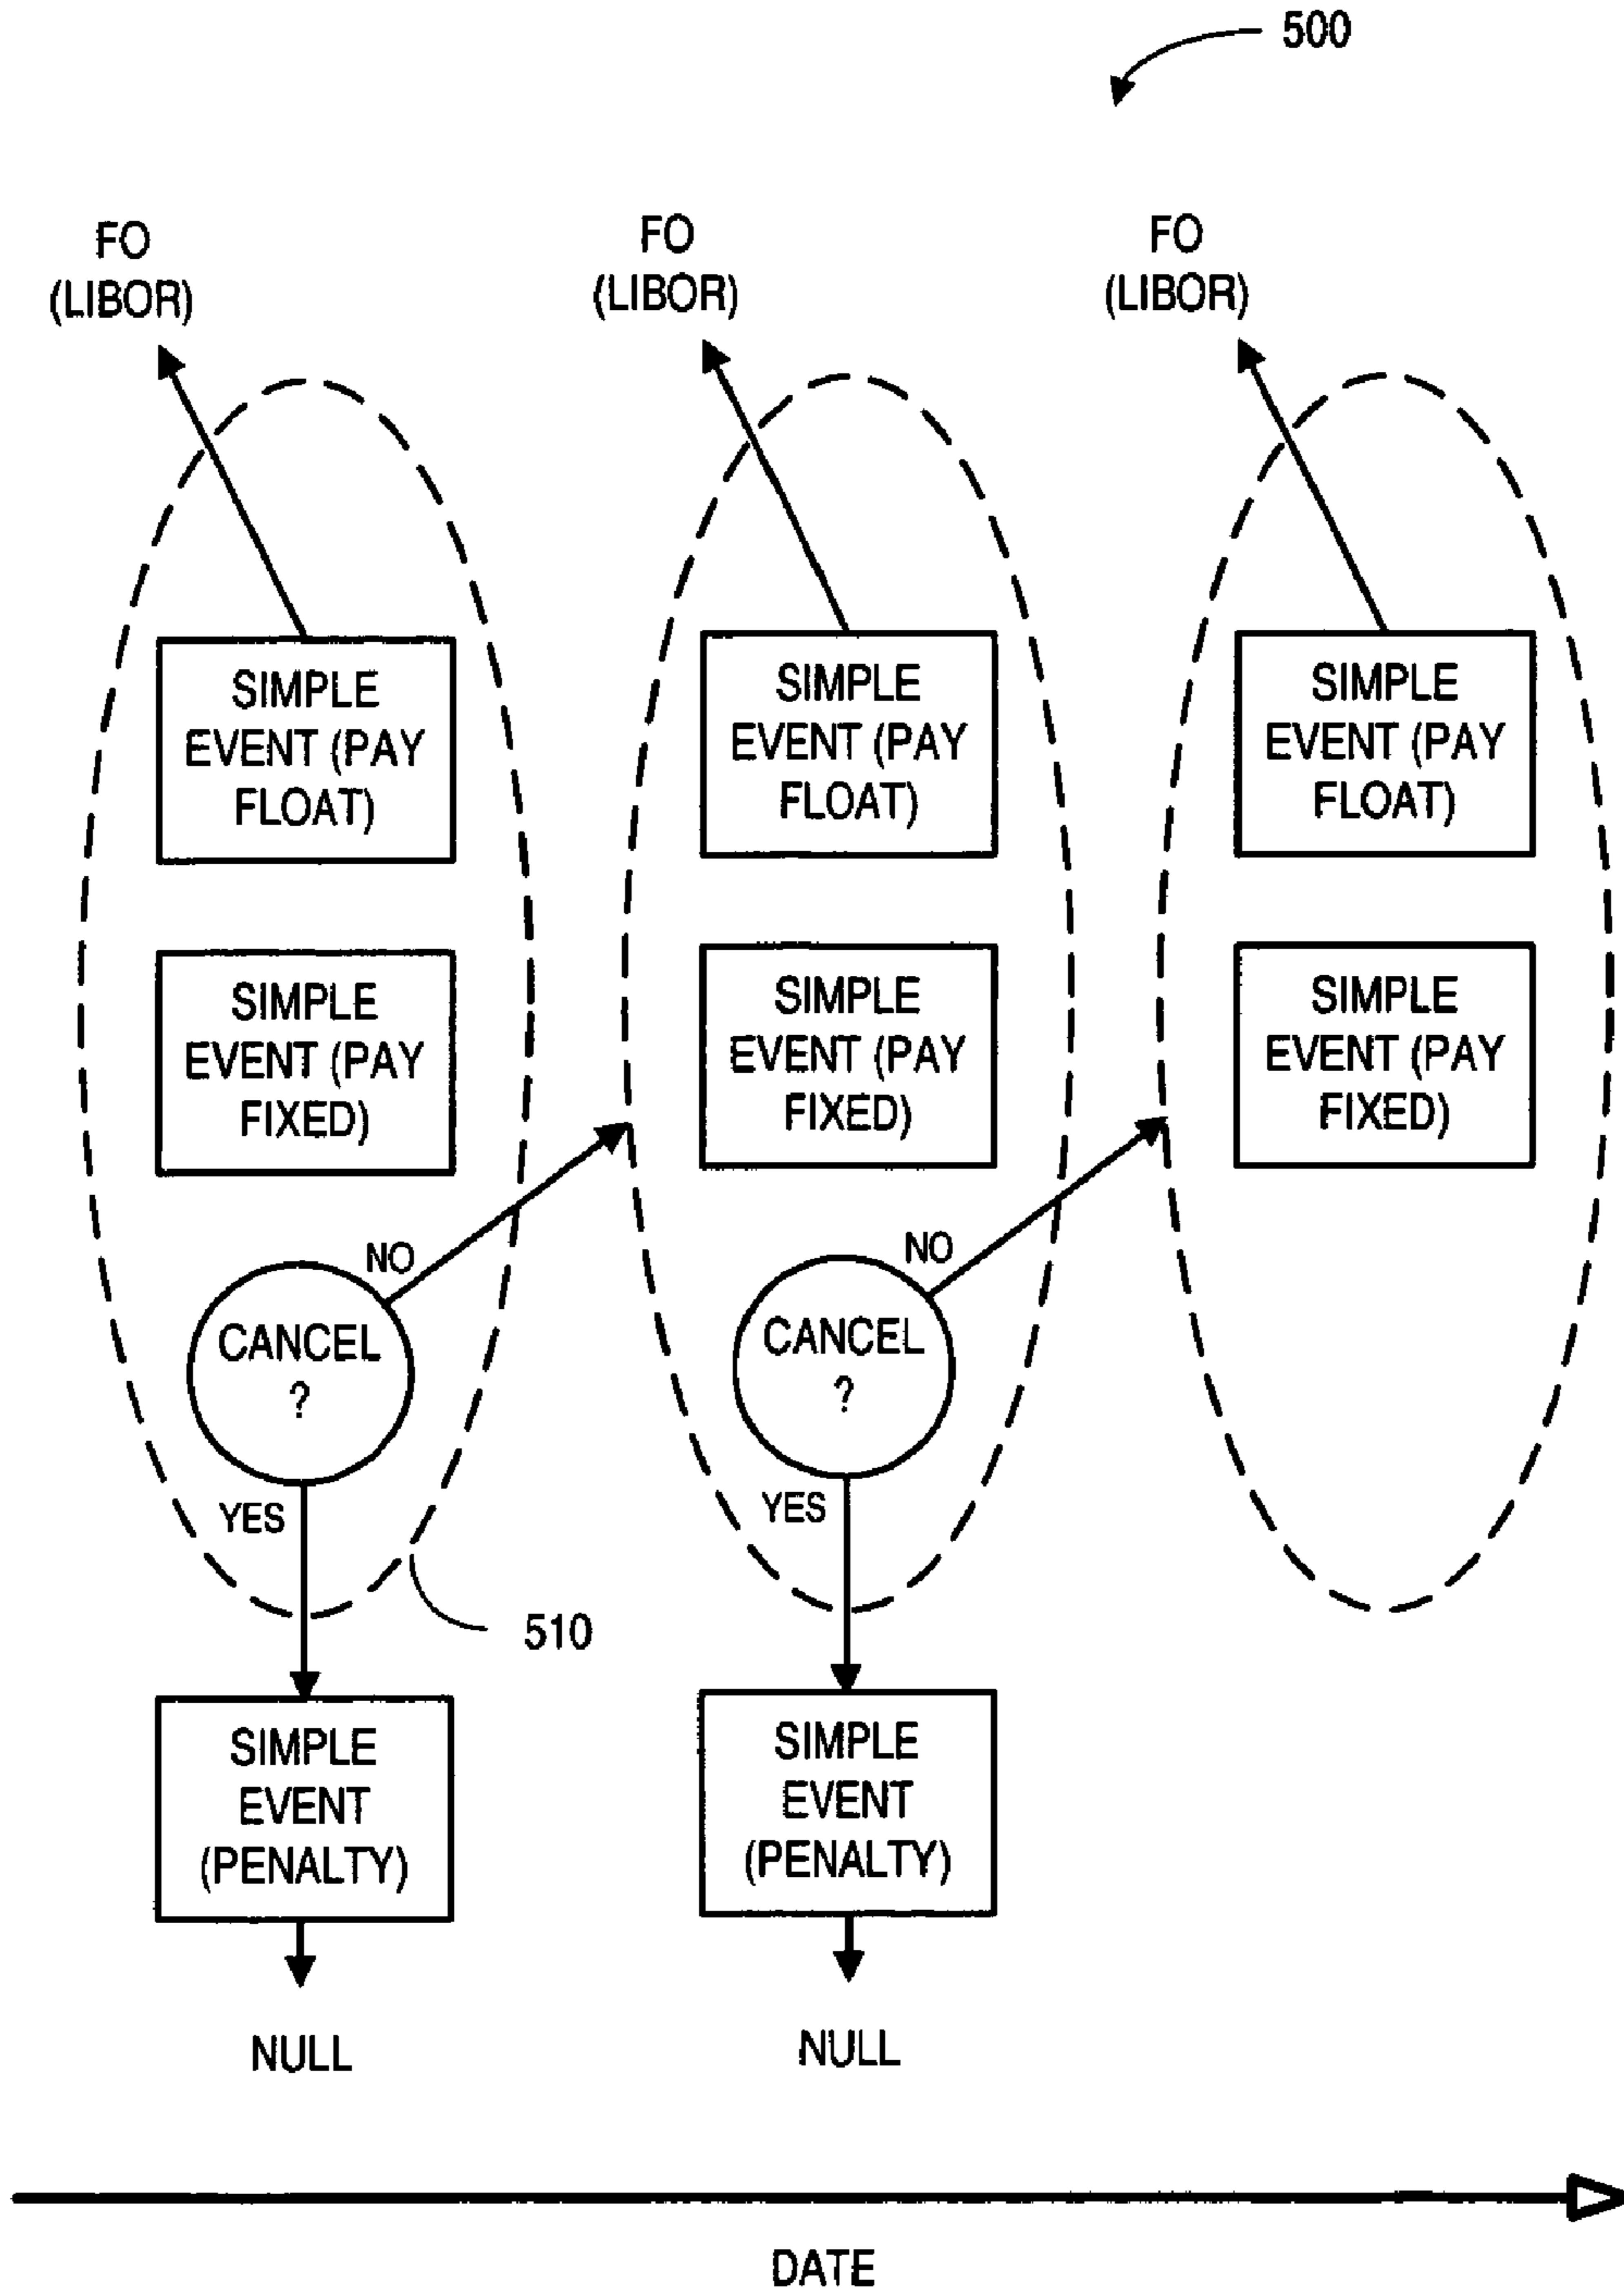 500
FO
(LIBOR)
FO
(LIBOR)
FO
(LIBOR)
SIMPLE
EVENT (PAY
FLOAT)
SIMPLE
EVENT (PAY
FLOAT)
SIMPLE
EVENT (PAY
FLOAT)
SIMPLE
EVENT (PAY
FIXED)
SIMPLE
EVENT (PAY
FIXED)
SIMPLE
EVENT (PAY
FIXED)
NO
CANCEL
?
YES
NO
CANCEL
?
YES
510
SIMPLE
EVENT
(PENALTY)
SIMPLE
EVENT
(PENALTY)
NULL
NULL
DATE